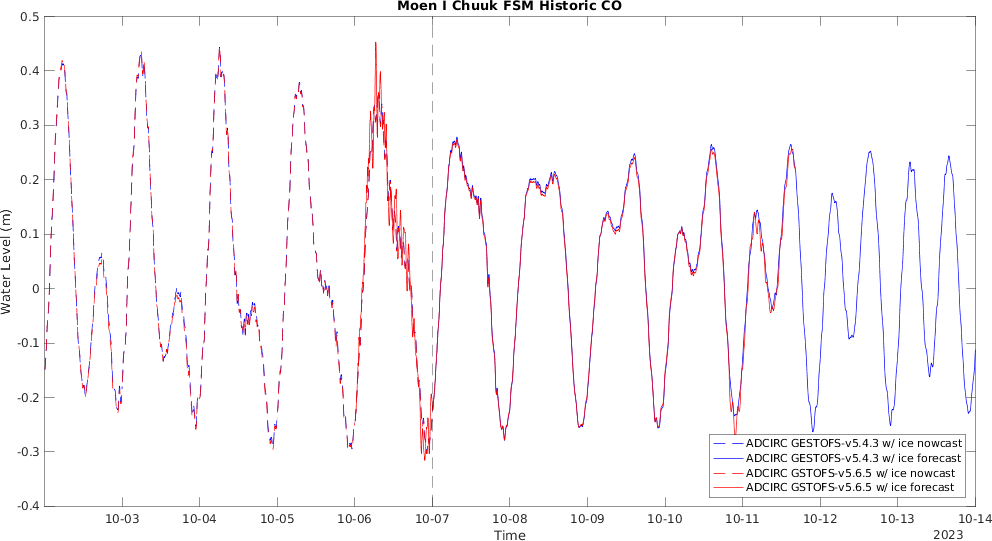 Moen I Chuuk FSM Historic CO
0.5
0.4
0.3
0.2
0.1
0
-0.1
-0.2
-0.3
-0.4
Water Level (m)
ADCIRC GESTOFS-v5.4.3 w/ ice nowcast
ADCIRC GESTOFS-v5.4.3 w/ ice forecast
ADCIRC GSTOFS-v5.6.5 w/ ice nowcast
ADCIRC GSTOFS-v5.6.5 w/ ice forecast
10-03 10-04 10-05 10-06 10-07 10-08 10-09 10-10 10-11 10-12 10-13 10-14
Time
2023